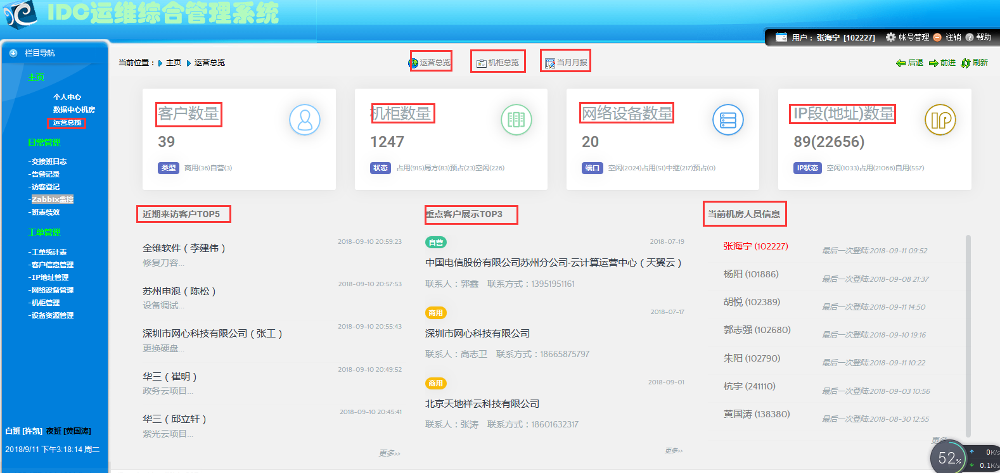 IDC运维综合管理系统
用户： 张海宁 [102227] 帐号管理 注销 帮助
栏目导航
主页
个人中心
数据中心机房
运营总揽
日常管理
-交接班日志
-告警记录
-访客登记
-Zabbix监控
-班表绩效
工单管理
-工单统计表
-客户信息管理
-IP地址管理
-网络设备管理
-机柜管理
-设备资源管理
白班 [许凯] 夜班 [黄国涛]
2018/9/11 下午3:18:14 周二
当前位置： 主页 运营总览
运营总览 机柜总览 当月月报
后退 前进 刷新
客户数量
39
类型 商用(36)自营(3)
机柜数量
1247
状态 占用(915)局方(83)预占(23)空闲(226)
网络设备数量
20
端口 空闲(2024)占用(51)中继(217)预占(0)
IP段(地址)数量
IP
89(22656)
IP状态 空闲(1033)占用(21066)自用(557)
近期来访客户TOP5
2018-09-10 20:59:23
全维软件（李建伟）
修复刀容...
2018-09-10 20:57:53
苏州申浪（陈松）
设备调试...
2018-09-10 20:55:43
深圳市网心科技有限公司（张工）
更换硬盘...
2018-09-10 20:49:52
华三（崔明）
政务云项目...
2018-09-10 20:45:41
华三（邱立轩）
紫光云项目...
更多>>
重点客户展示TOP3
自营 2018-07-19
中国电信股份有限公司苏州分公司-云计算运营中心（天翼云）
联系人：郭鑫 联系方式：13951951161
商用 2018-07-17
深圳市网心科技有限公司
联系人：高志卫 联系方式：18665875797
商用 2018-09-01
北京天地祥云科技有限公司
联系人：张涛 联系方式：18601632317
更多>>
当前机房人员信息
张海宁 (102227) 最后一次登陆:2018-09-11 09:52
杨阳 (101886) 最后一次登陆:2018-09-08 21:37
胡悦 (102389) 最后一次登陆:2018-09-11 14:50
郭志强 (102680) 最后一次登陆:2018-09-10 19:16
朱阳 (102790) 最后一次登陆:2018-09-11 10:22
杭宇 (241110) 最后一次登陆:2018-09-03 10:56
黄国涛 (138380) 最后一次登陆:2018-08-30 12:55
更多
52%
0K/s
0.1K/s